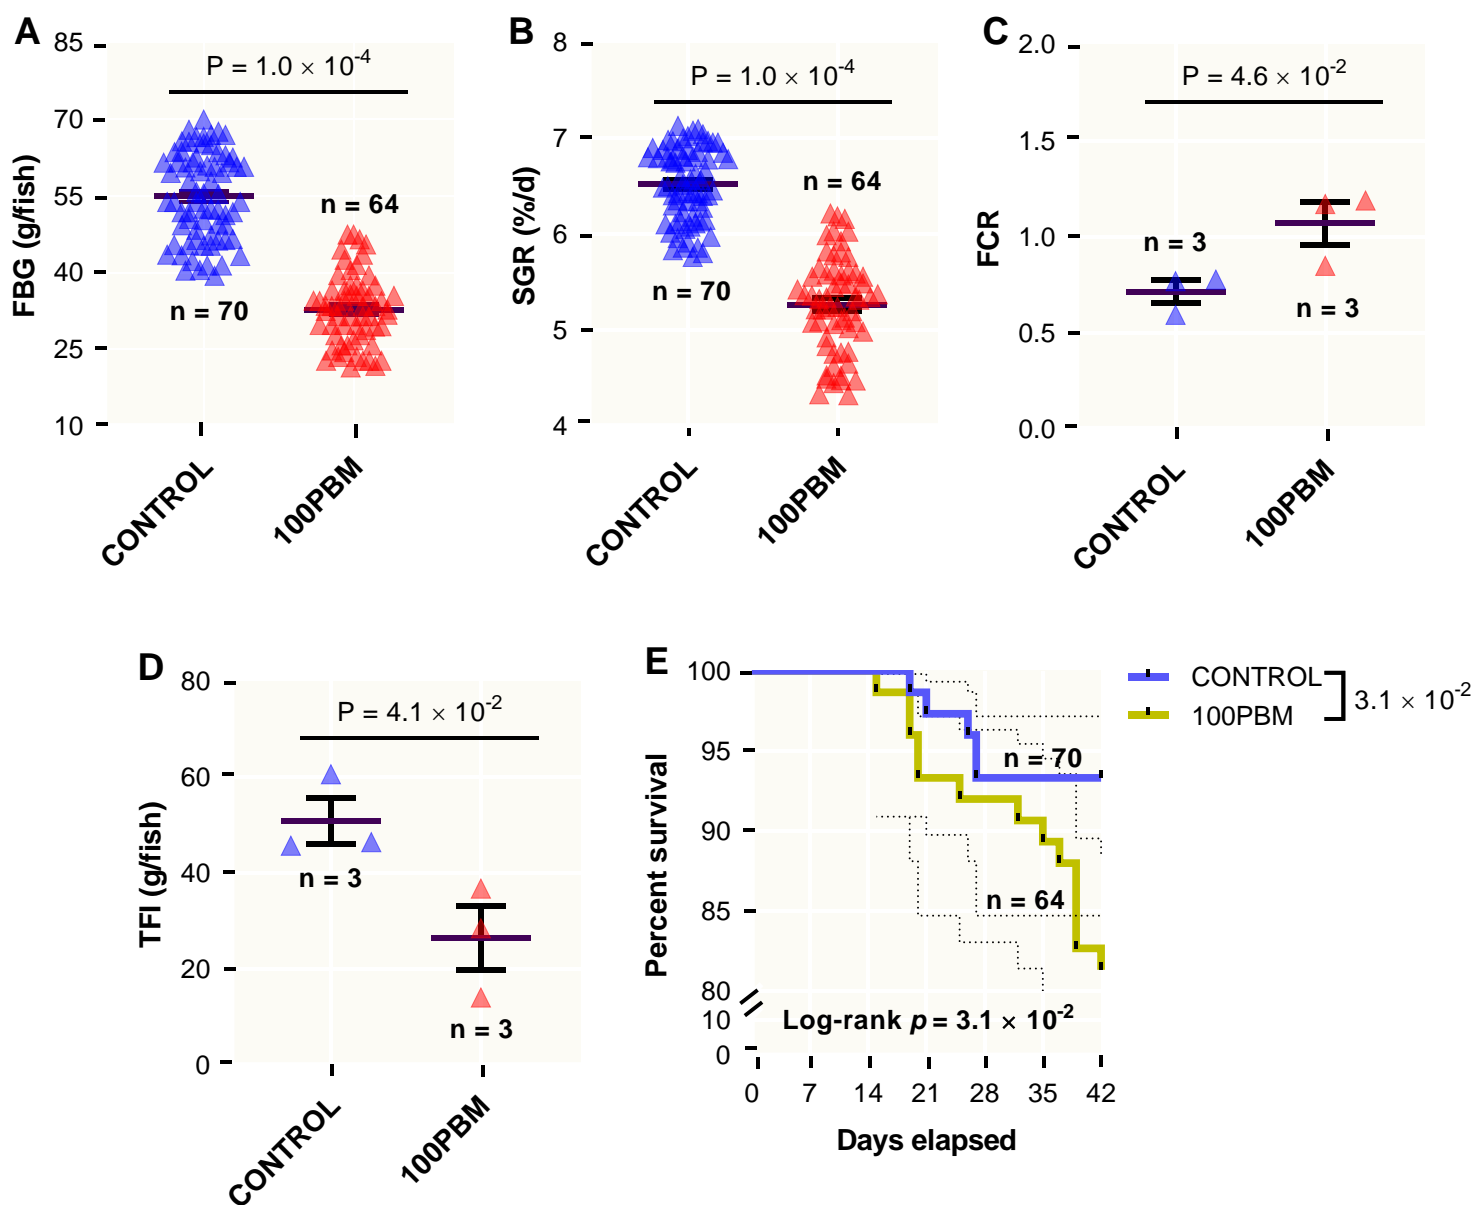 A
FBG (g/fish)
85
70
55
40
25
10
P = 1.0 × 10⁻⁴
n = 70
n = 64
CONTROL
100PBM
B
SGR (%/d)
8
7
6
5
4
P = 1.0 × 10⁻⁴
n = 70
n = 64
CONTROL
100PBM
C
FCR
2.0
1.5
1.0
0.5
0.0
P = 4.6 × 10⁻²
n = 3
n = 3
CONTROL
100PBM
D
TFI (g/fish)
80
60
40
20
0
P = 4.1 × 10⁻²
n = 3
n = 3
CONTROL
100PBM
E
Percent survival
100
95
90
85
80
10
0
n = 70
n = 64
Log-rank p = 3.1 × 10⁻²
0 7 14 21 28 35 42
Days elapsed
CONTROL
100PBM
3.1 × 10⁻²